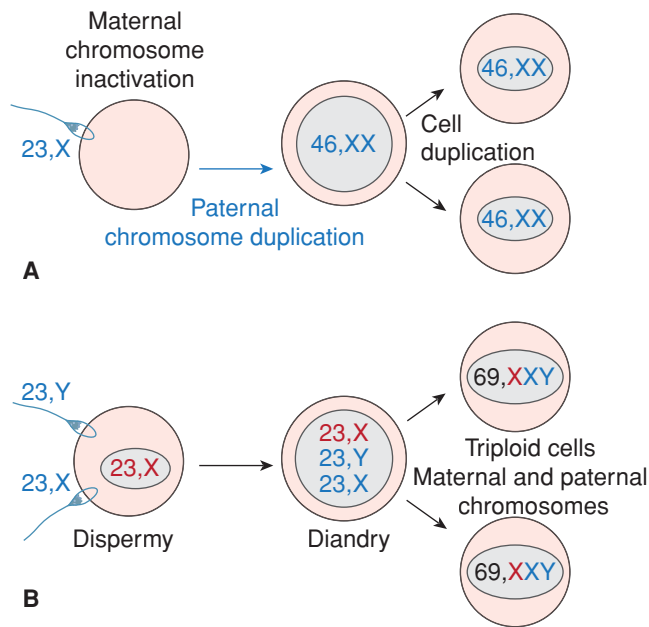 Maternal
chromosome
inactivation
23,X
46,XX
Paternal
chromosome duplication
Cell
duplication
46,XX
46,XX
A
23,Y
23,X
23,X
Dispermy
23,X
23,Y
23,X
Diandry
69,XXY
Triploid cells
Maternal and paternal
chromosomes
69,XXY
B